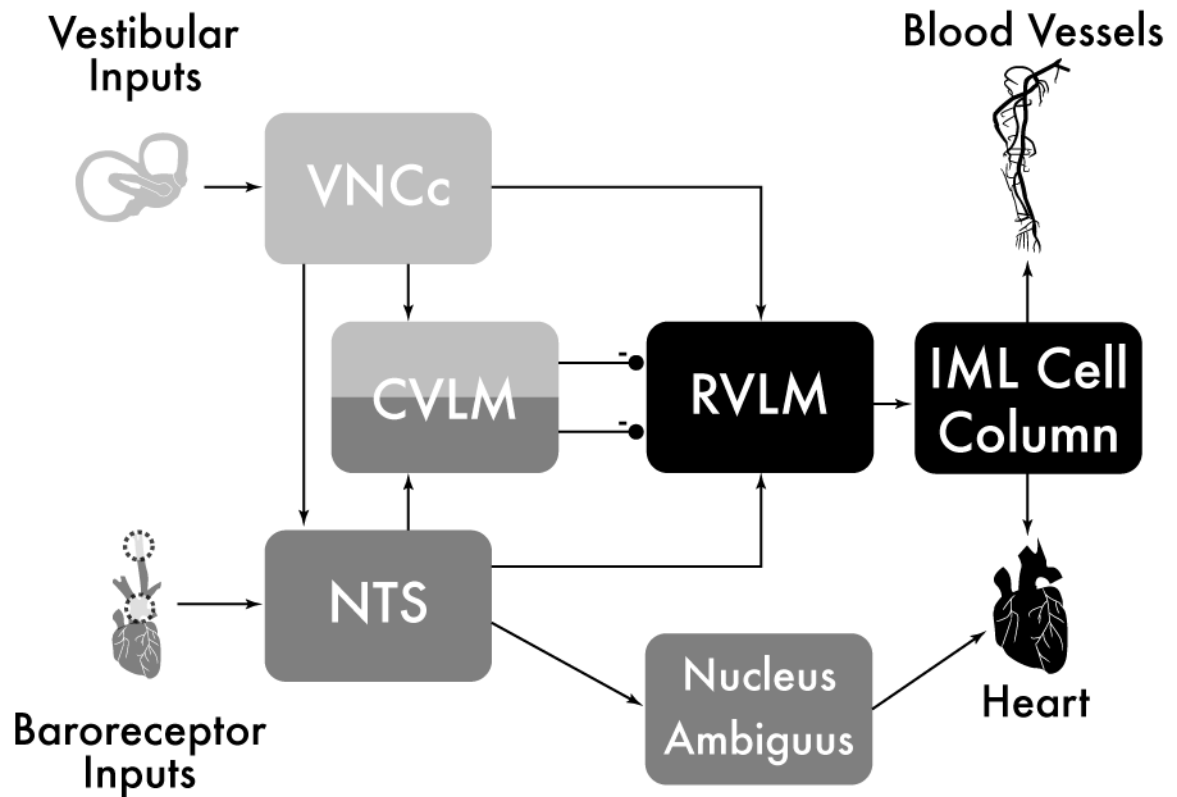 Vestibular
Inputs
Blood Vessels
VNCc
CVLM
-
-
RVLM
IML Cell
Column
NTS
Nucleus
Ambiguus
Heart
Baroreceptor
Inputs